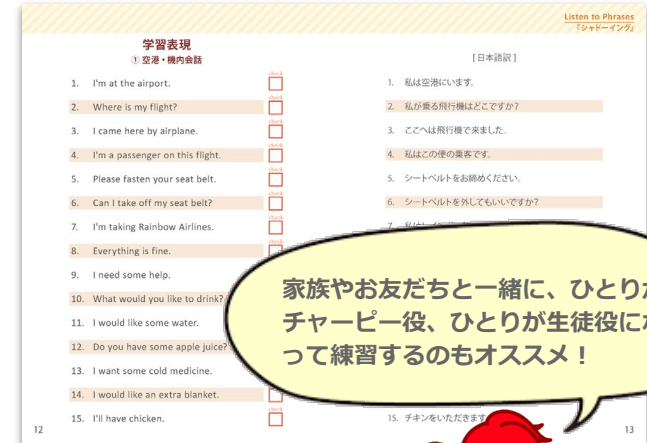 Listen to Phrases
『シャドーイング』
学習表現
① 空港・機内会話
[日本語訳]
check
1. I'm at the airport.
check
2. Where is my flight?
check
3. I came here by airplane.
check
4. I'm a passenger on this flight.
check
5. Please fasten your seat belt.
check
6. Can I take off my seat belt?
check
7. I'm taking Rainbow Airlines.
check
8. Everything is fine.
9. I need some help.
10. What would you like to drink?
11. I would like some water.
12. Do you have some apple juice?
13. I want some cold medicine.
14. I would like an extra blanket.
check
15. I'll have chicken.
12
1. 私は空港にいます。
2. 私が乗る飛行機はどこですか?
3. ここへは飛行機で来ました。
4. 私はこの便の乗客です。
5. シートベルトをお締めください。
6. シートベルトを外してもいいですか?
7.
家族やお友だちと一緒に、ひとりが
チャーピー役、ひとりが生徒役にな
って練習するのもオススメ!
15. チキンをいただきます
13